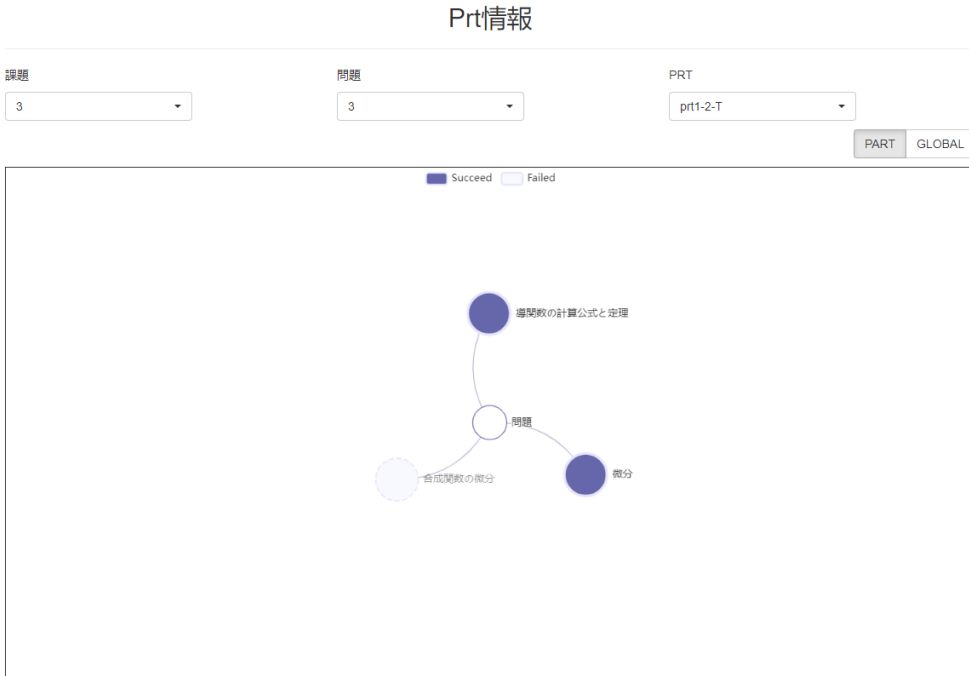 Prt情報
課題
問題
PRT
3
3
prt1-2-T
PART
GLOBAL
Succeed
Failed
導関数の計算公式と定理
問題
合成関数の微分
微分